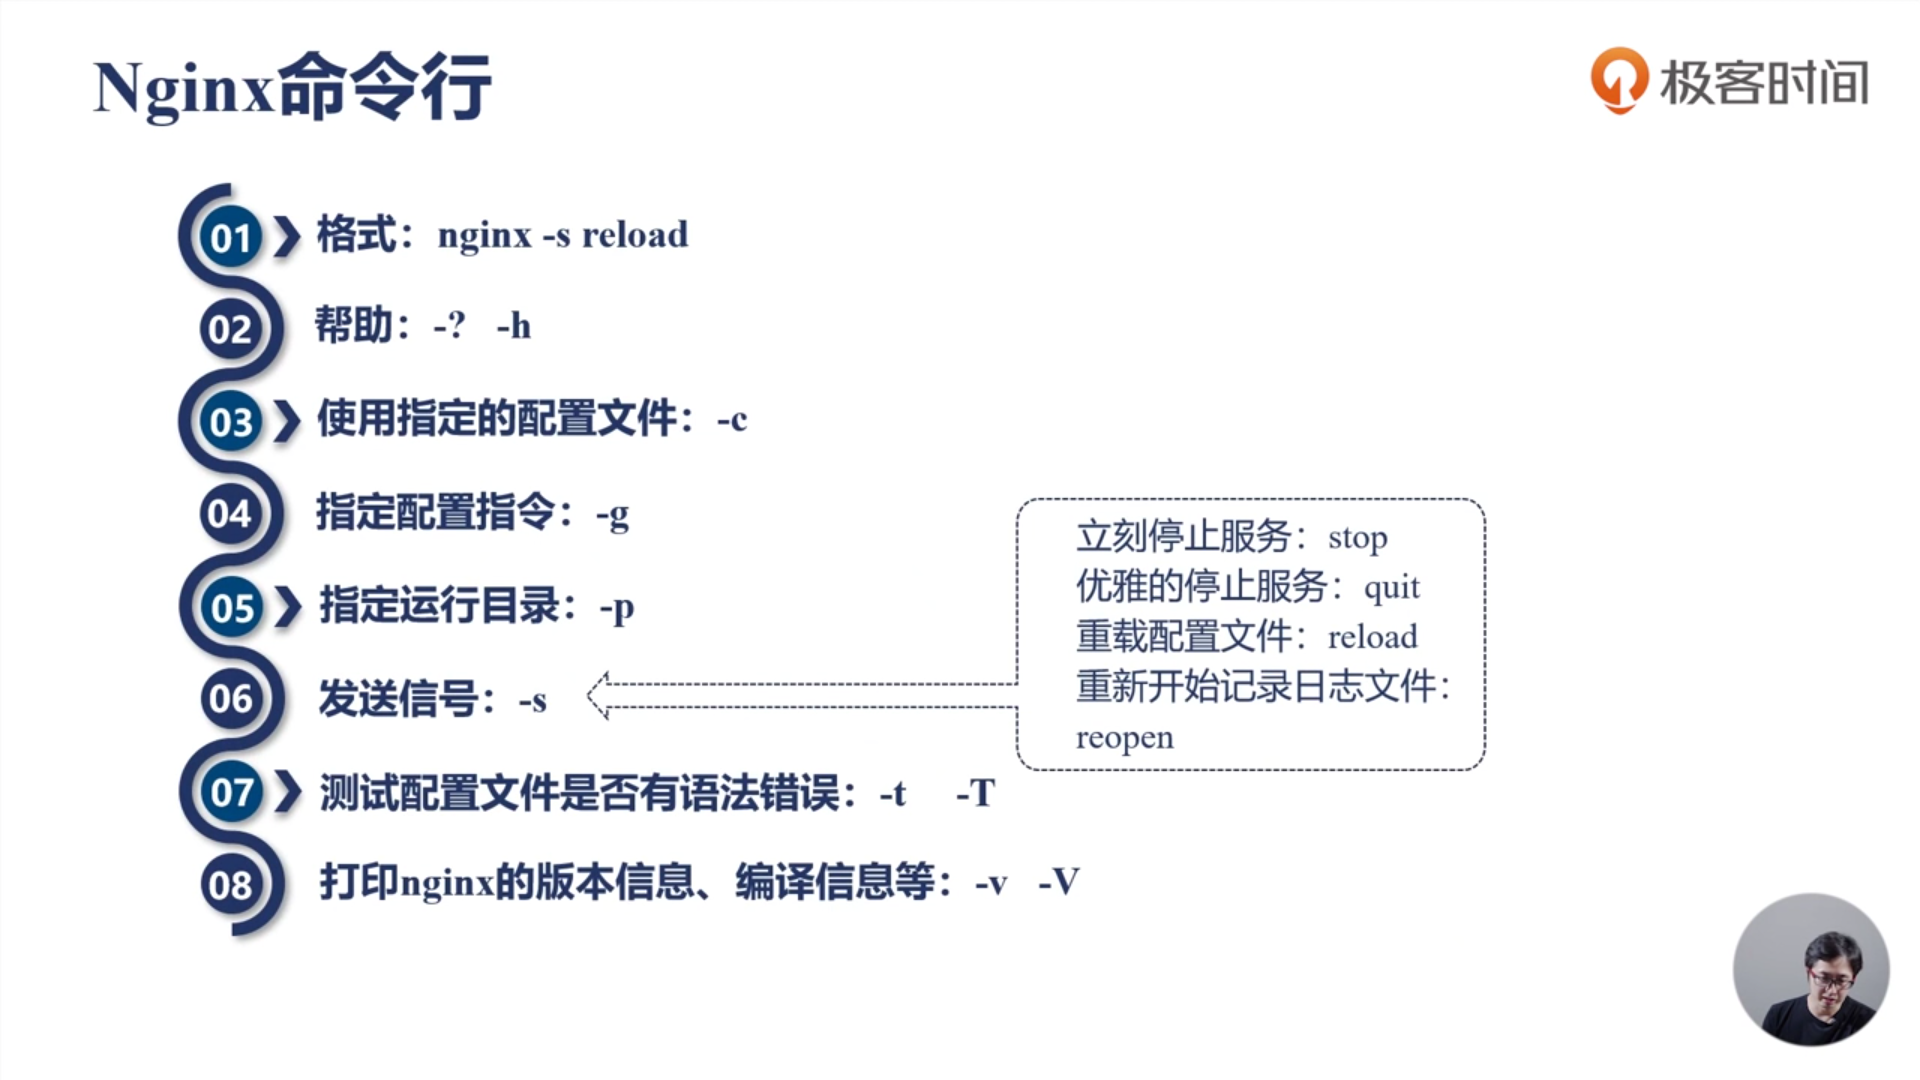 Nginx命令行
极客时间
01 格式：nginx -s reload
02 帮助：-? -h
03 使用指定的配置文件：-c
04 指定配置指令：-g
05 指定运行目录：-p
06 发送信号：-s
立刻停止服务：stop
优雅的停止服务：quit
重载配置文件：reload
重新开始记录日志文件：
reopen
07 测试配置文件是否有语法错误：-t -T
08 打印nginx的版本信息、编译信息等：-v -V